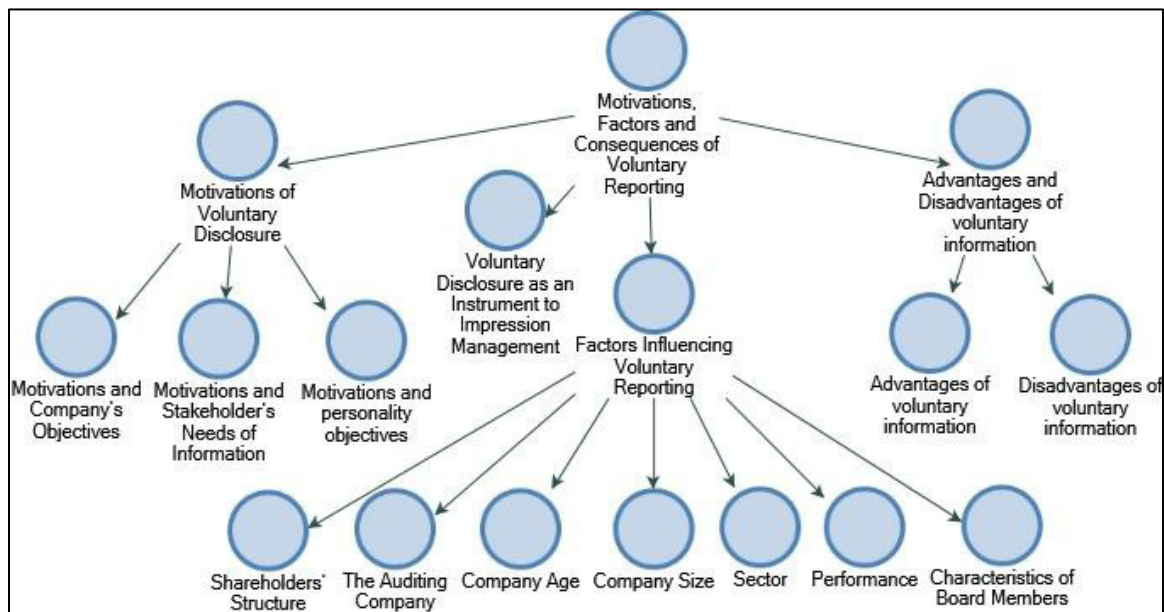 Motivations,
Factors and
Consequences of
Voluntary
Reporting
Motivations of
Voluntary
Disclosure
Voluntary
Disclosure as an
Instrument to
Impression
Management
Advantages and
Disadvantages of
voluntary
information
Motivations and
Company's
Objectives
Motivations and
Stakeholder's
Needs of
Information
Motivations and
personality
objectives
Factors Influencing
Voluntary
Reporting
Advantages of
voluntary
information
Disadvantages of
voluntary
information
Shareholders'
Structure
The Auditing
Company
Company Age
Company Size
Sector
Performance
Characteristics of
Board Members